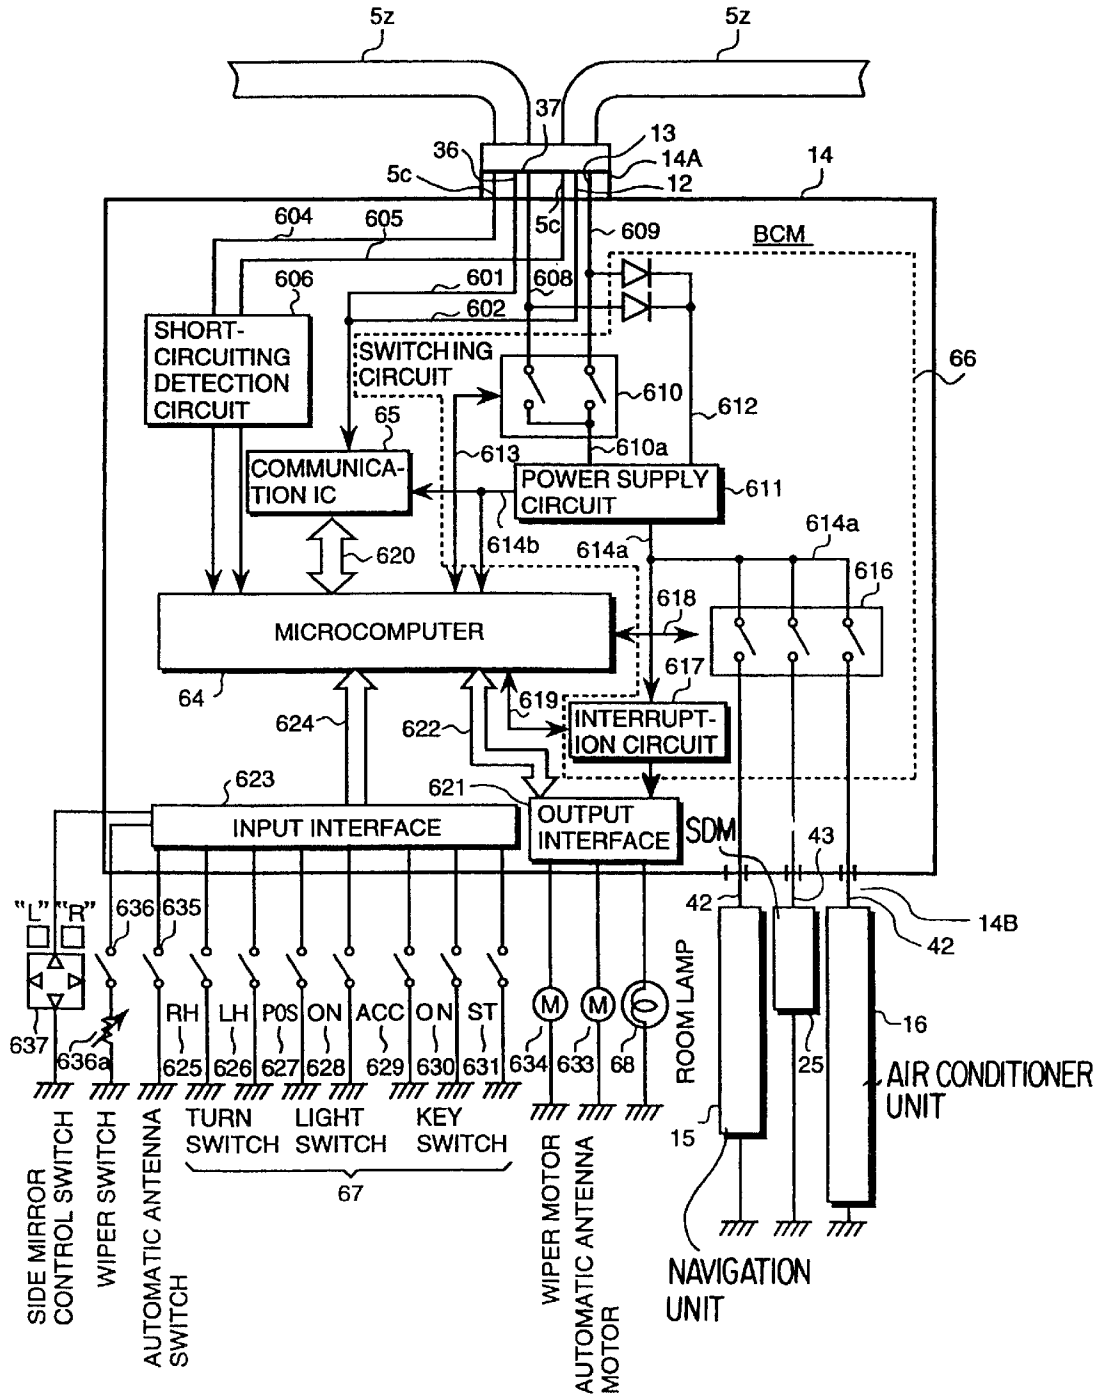 5z
5z
37
13
36
14A
5c
12
14
5c
604
605
609
BCM
606
601
608
602
SHORT-
CIRCUITING
DETECTION
CIRCUIT
SWITCHING
CIRCUIT
66
610
612
65
613
610a
COMMUNICA-
TION IC
POWER SUPPLY
CIRCUIT
611
614b
614a
614a
620
616
618
MICROCOMPUTER
64
624
622
619
617
INTERRUPT-
ION CIRCUIT
623
621
INPUT INTERFACE
OUTPUT
INTERFACE
SDM
43
42
14B
42
"L" "R"
636
635
RH
LH
POS
ON
ACC
ON
ST
M
M
637
636a
625
626
627
628
629
630
631
634
633
68
ROOM LAMP
25
16
AIR CONDITIONER
UNIT
15
TURN
SWITCH
LIGHT
SWITCH
KEY
SWITCH
67
SIDE MIRROR
CONTROL SWITCH
WIPER SWITCH
AUTOMATIC ANTENNA
SWITCH
WIPER MOTOR
AUTOMATIC ANTENNA
MOTOR
NAVIGATION
UNIT